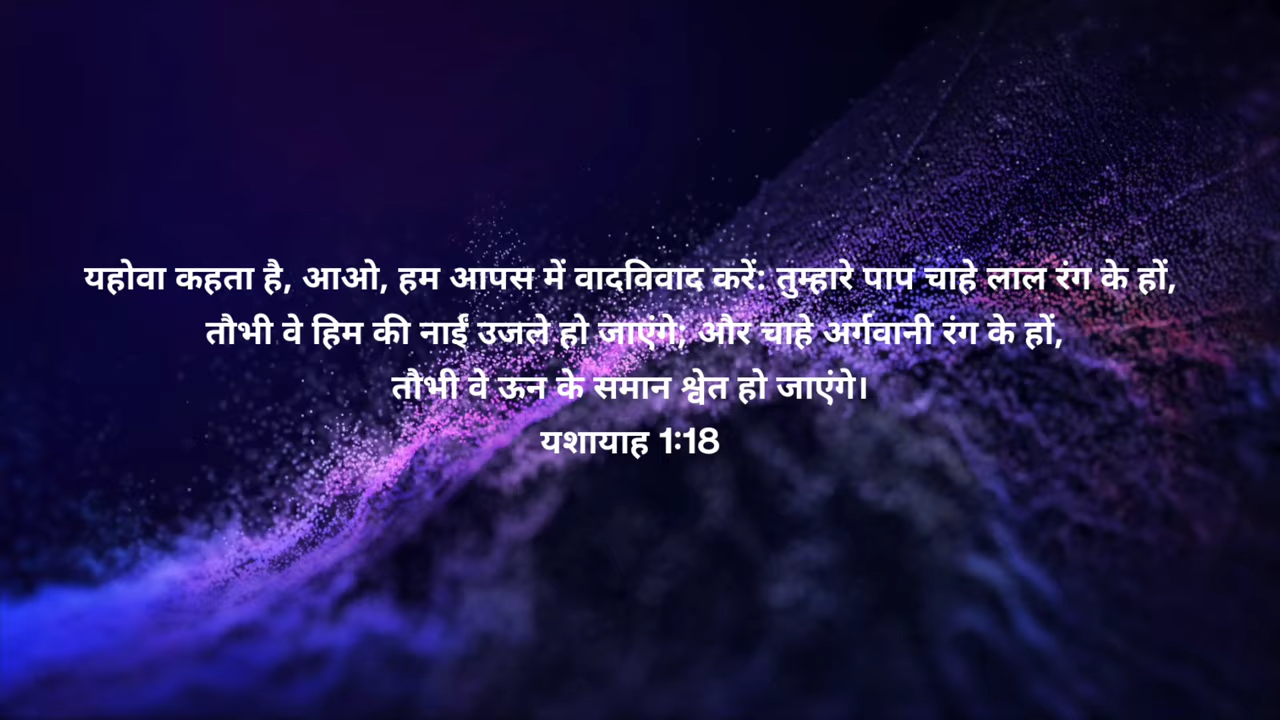 यहोवा कहता है, आओ, हम आपस में वादविवाद करें: तुम्हारे पाप चाहे लाल रंग के हों,
तौभी वे हिम की नाईं उजले हो जाएंगे; और चाहे अर्गवानी रंग के हों,
तौभी वे ऊन के समान श्वेत हो जाएंगे।
यशायाह 1:18